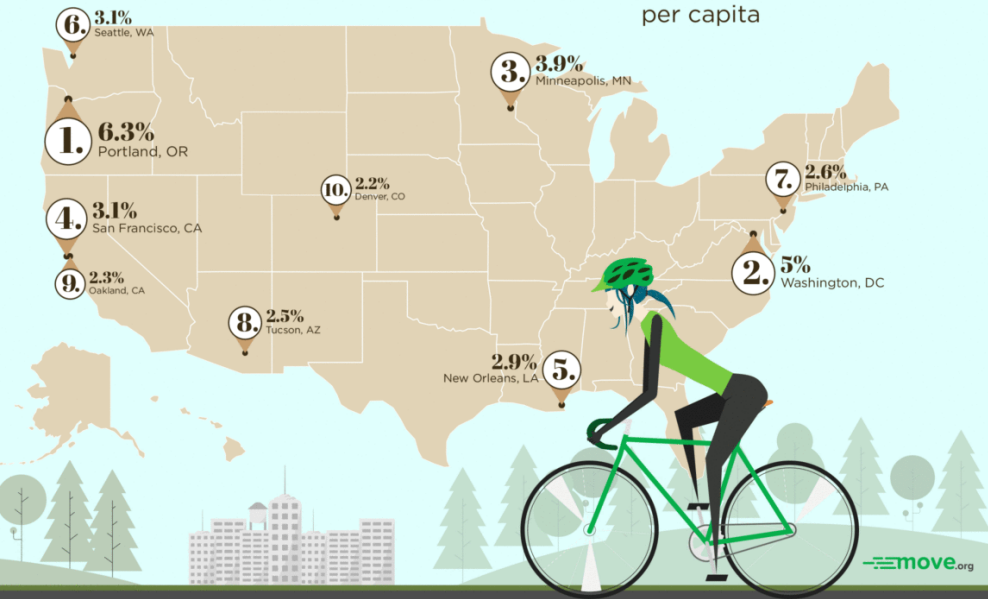 per capita
6. 3.1%
Seattle, WA
3. 3.9%
Minneapolis, MN
1. 6.3%
Portland, OR
7. 2.6%
Philadelphia, PA
10. 2.2%
Denver, CO
4. 3.1%
San Francisco, CA
2. 5%
Washington, DC
9. 2.3%
Oakland, CA
8. 2.5%
Tucson, AZ
2.9% 5.
New Orleans, LA
move.org